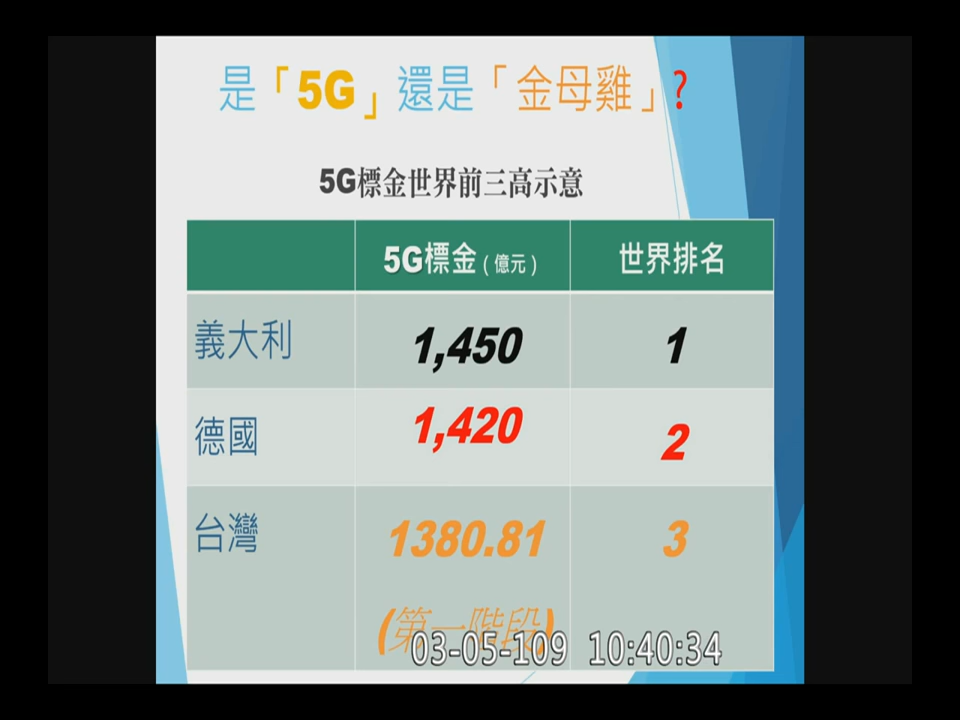 是「5G」還是「金母雞」?
5G標金世界前三高示意
5G標金(億元) 世界排名
義大利 1,450 1
德國 1,420 2
台灣 1380.81 3
(第一階段)
03-05-109 10:40:34